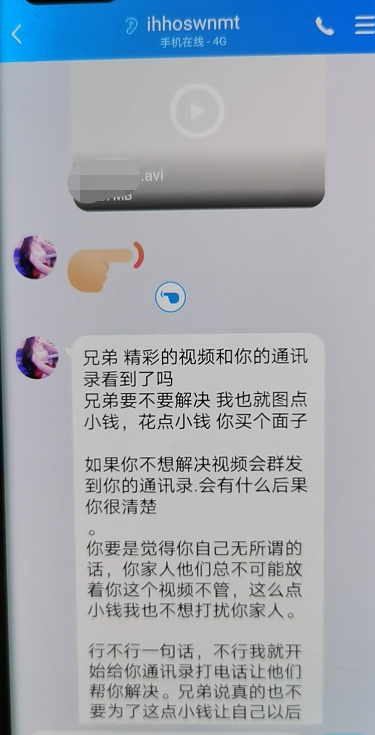 ihhoswnmt
手机在线 - 4G
.avi
MB
兄弟 精彩的视频和你的通讯
录看到了吗
兄弟要不要解决 我也就图点
小钱，花点小钱 你买个面子
如果你不想解决视频会群发
到你的通讯录.会有什么后果
你很清楚
。
你要是觉得你自己无所谓的
话，你家人他们总不可能放
着你这个视频不管，这么点
小钱我也不想打扰你家人。
行不行一句话，不行我就开
始给你通讯录打电话让他们
帮你解决。兄弟说真的也不
要为了这点小钱让自己以后